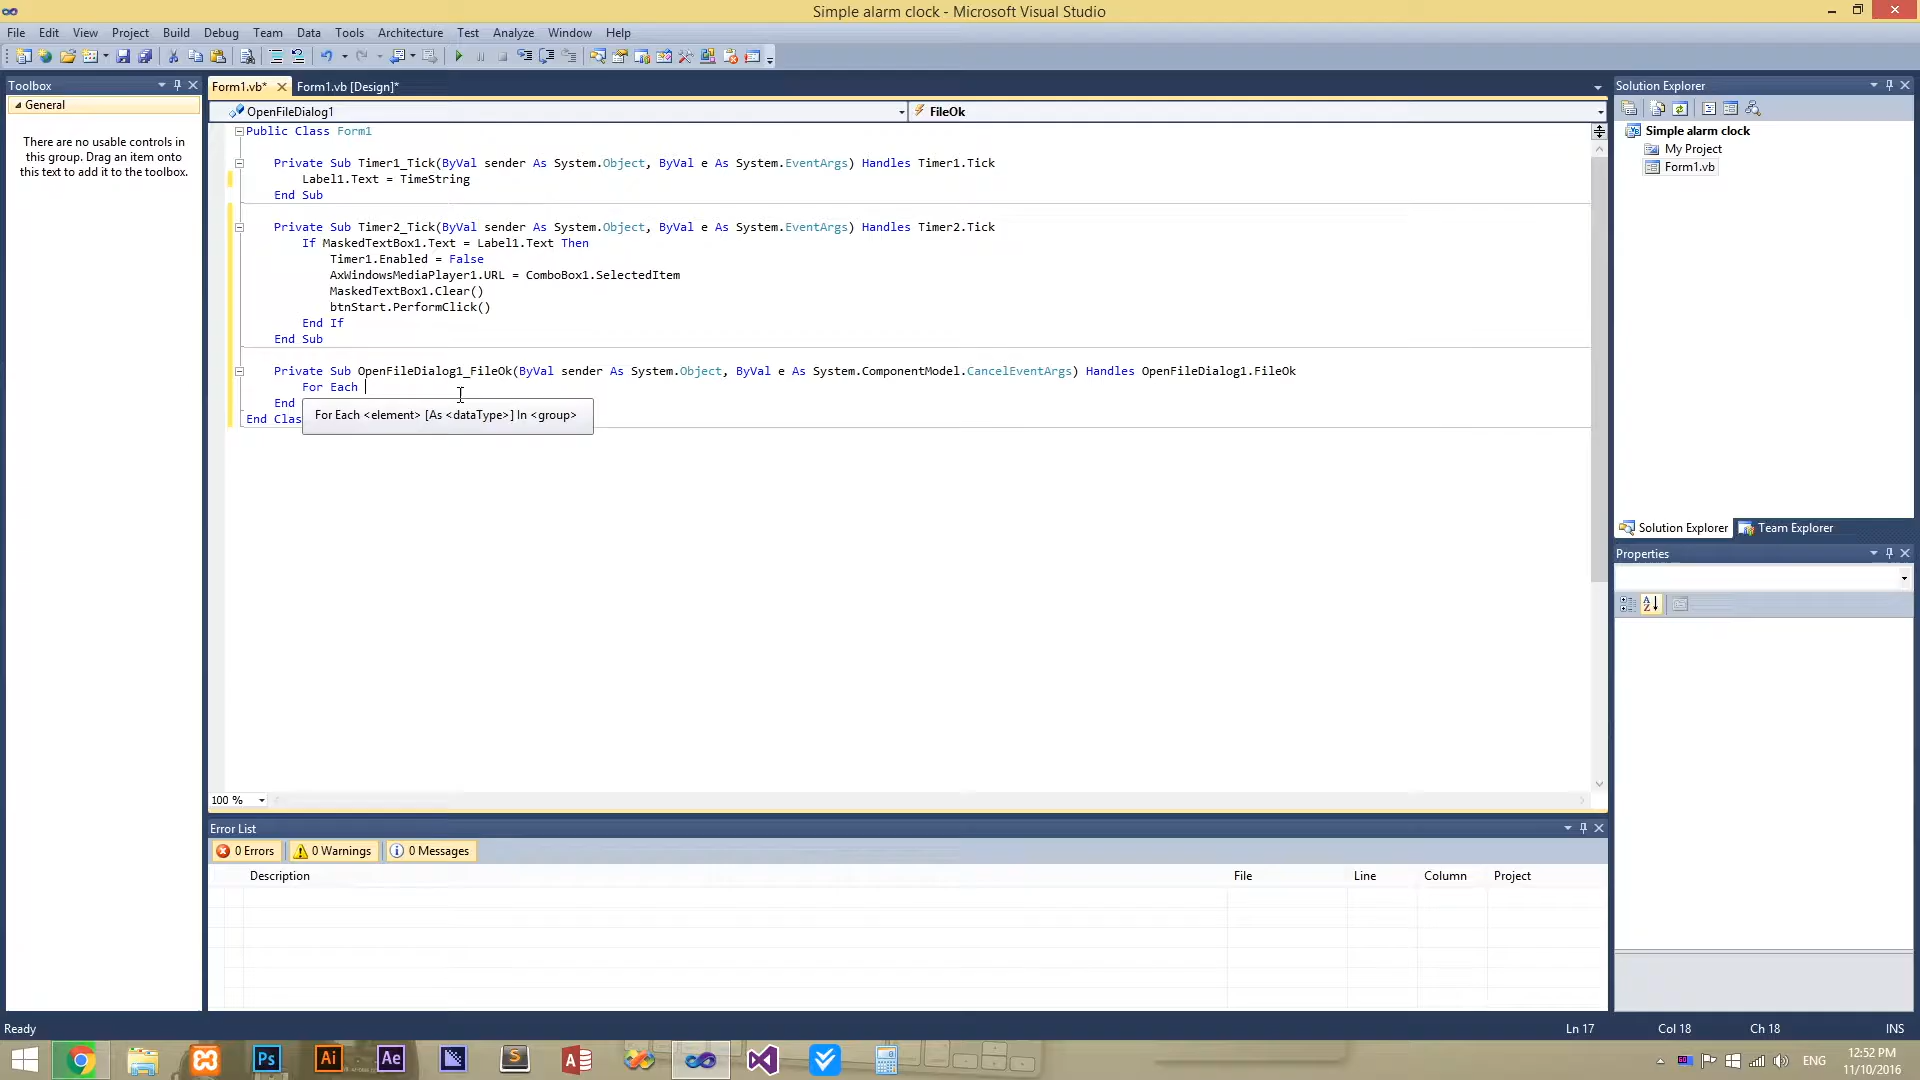 Simple alarm clock - Microsoft Visual Studio
File Edit View Project Build Debug Team Data Tools Architecture Test Analyze Window Help
Toolbox
General
There are no usable controls in
this group. Drag an item onto
this text to add it to the toolbox.
Form1.vb* Form1.vb [Design]*
OpenFileDialog1 FileOk
Public Class Form1
Private Sub Timer1_Tick(ByVal sender As System.Object, ByVal e As System.EventArgs) Handles Timer1.Tick
Label1.Text = TimeString
End Sub
Private Sub Timer2_Tick(ByVal sender As System.Object, ByVal e As System.EventArgs) Handles Timer2.Tick
If MaskedTextBox1.Text = Label1.Text Then
Timer1.Enabled = False
AxWindowsMediaPlayer1.URL = ComboBox1.SelectedItem
MaskedTextBox1.Clear()
btnStart.PerformClick()
End If
End Sub
Private Sub OpenFileDialog1_FileOk(ByVal sender As System.Object, ByVal e As System.ComponentModel.CancelEventArgs) Handles OpenFileDialog1.FileOk
For Each
End
End Clas
For Each <element> [As <dataType>] In <group>
100 %
Error List
0 Errors 0 Warnings 0 Messages
Description File Line Column Project
Solution Explorer
Simple alarm clock
My Project
Form1.vb
Solution Explorer Team Explorer
Properties
Ready Ln 17 Col 18 Ch 18 INS
Ps Ai Ae S A
ENG
12:52 PM
11/10/2016